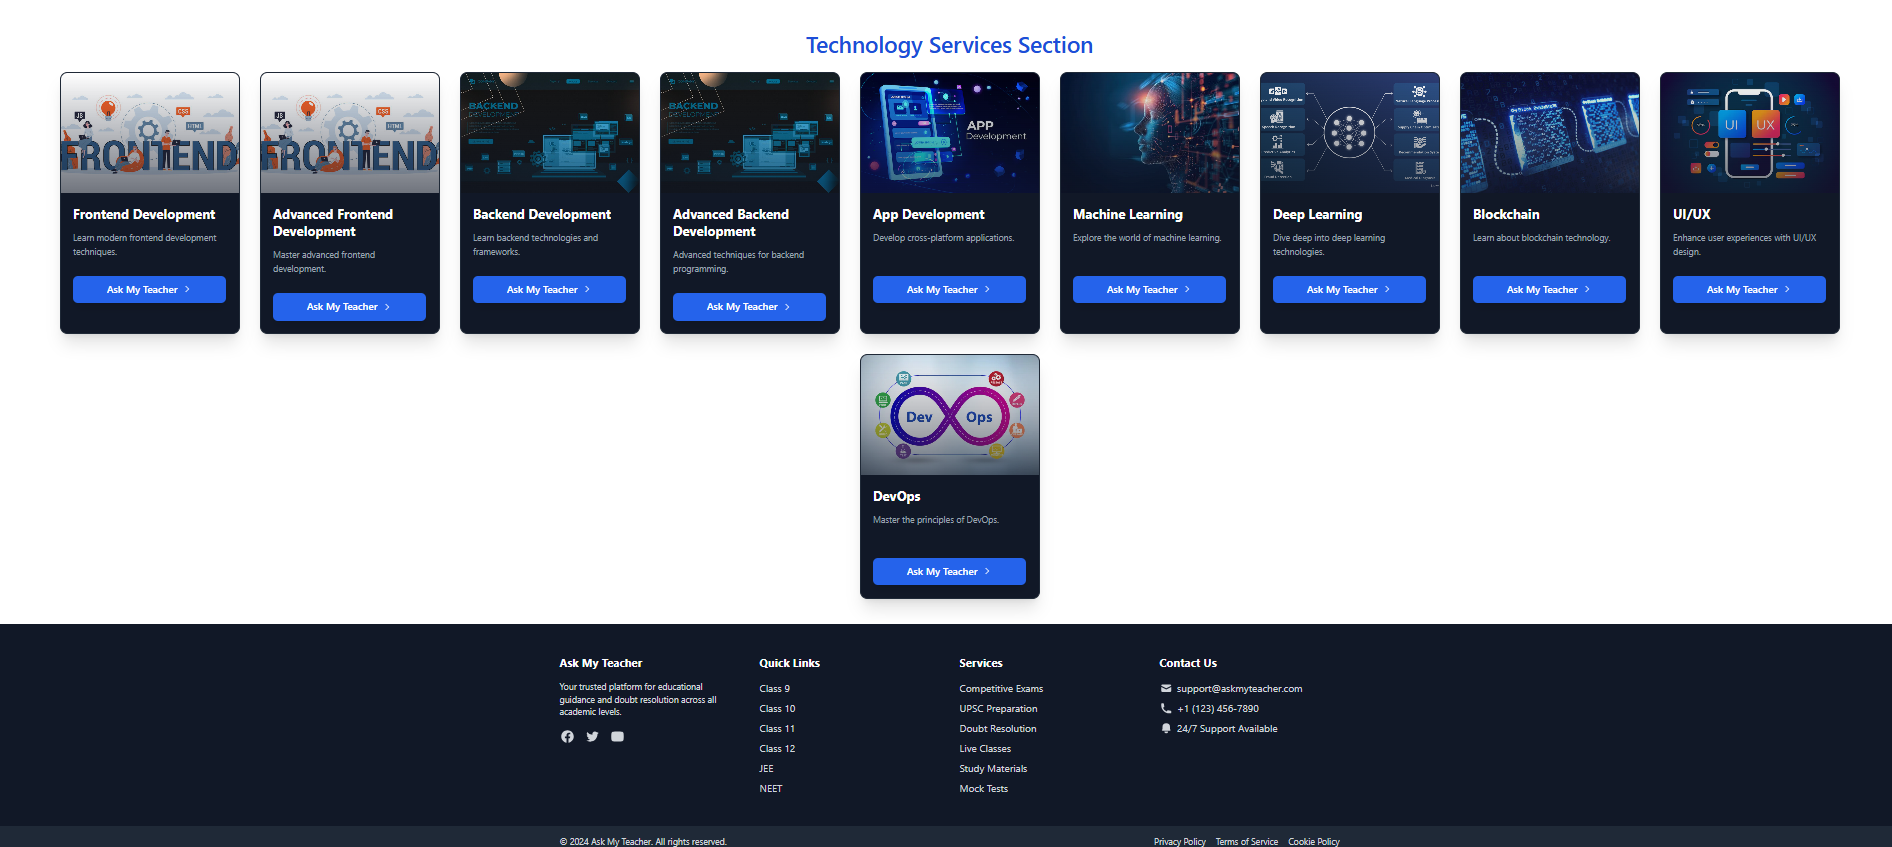 Technology Services Section
JS
CSS
HTML
FRONTEND
Frontend Development
Learn modern frontend development
techniques.
Ask My Teacher
JS
CSS
HTML
FRONTEND
Advanced Frontend
Development
Master advanced frontend
development.
Ask My Teacher
BACKEND
DEVELOPMENT
Backend Development
Learn backend technologies and
frameworks.
Ask My Teacher
BACKEND
DEVELOPMENT
Advanced Backend
Development
Advanced techniques for backend
programming.
Ask My Teacher
APP
Development
App Development
Develop cross-platform applications.
Ask My Teacher
Machine Learning
Explore the world of machine learning.
Ask My Teacher
Deep Learning
Dive deep into deep learning
technologies.
Ask My Teacher
Blockchain
Learn about blockchain technology.
Ask My Teacher
UI UX
UI/UX
Enhance user experiences with UI/UX
design.
Ask My Teacher
Dev Ops
DevOps
Master the principles of DevOps.
Ask My Teacher
Ask My Teacher
Your trusted platform for educational
guidance and doubt resolution across all
academic levels.
Quick Links
Class 9
Class 10
Class 11
Class 12
JEE
NEET
Services
Competitive Exams
UPSC Preparation
Doubt Resolution
Live Classes
Study Materials
Mock Tests
Contact Us
support@askmyteacher.com
+1 (123) 456-7890
24/7 Support Available
© 2024 Ask My Teacher. All rights reserved.
Privacy Policy Terms of Service Cookie Policy